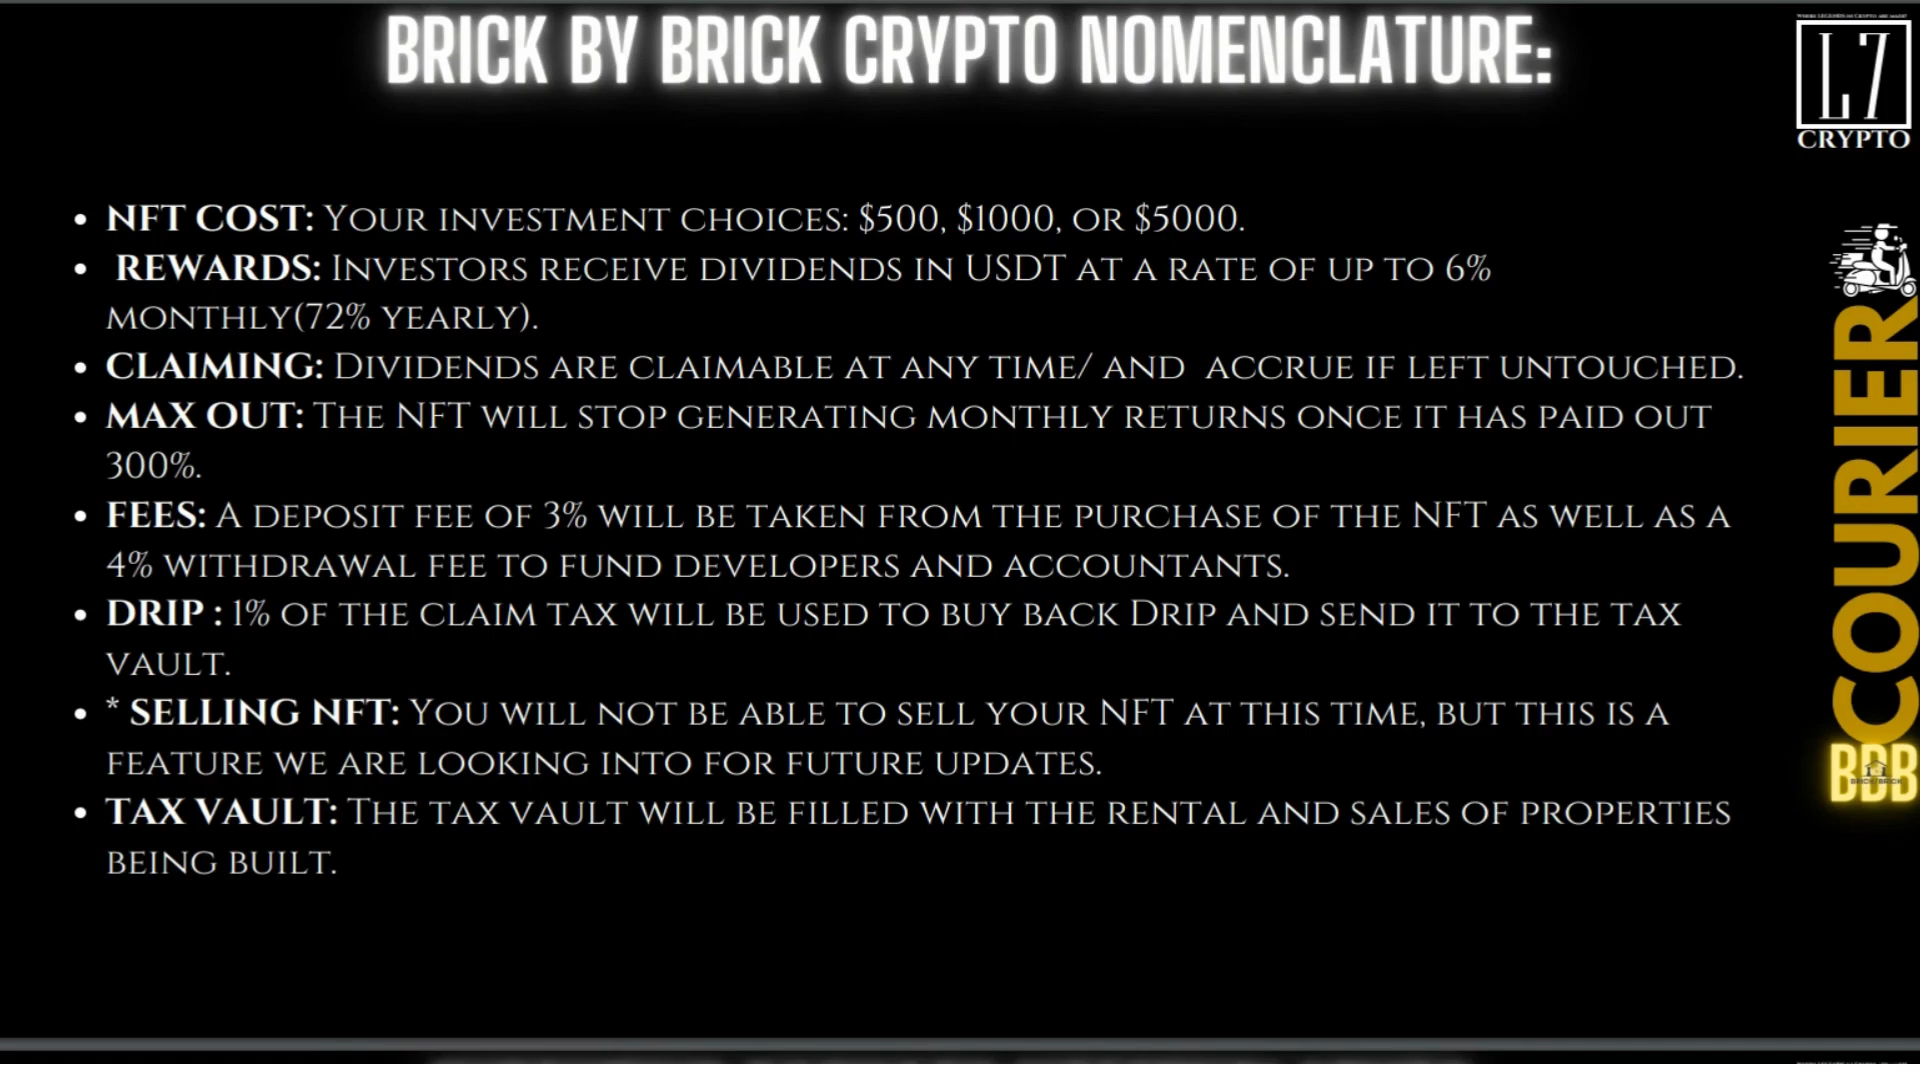 BRICK BY BRICK CRYPTO NOMENCLATURE:
L7
CRYPTO
• NFT COST: Your investment choices: $500, $1000, or $5000.
• REWARDS: Investors receive dividends in USDT at a rate of up to 6%
monthly(72% yearly).
• CLAIMING: Dividends are claimable at any time/ and accrue if left untouched.
• MAX OUT: The NFT will stop generating monthly returns once it has paid out
300%.
• FEES: A deposit fee of 3% will be taken from the purchase of the NFT as well as a
4% withdrawal fee to fund developers and accountants.
• DRIP : 1% of the claim tax will be used to buy back Drip and send it to the tax
vault.
• * SELLING NFT: You will not be able to sell your NFT at this time, but this is a
feature we are looking into for future updates.
• TAX VAULT: The tax vault will be filled with the rental and sales of properties
being built.
COURIER
BBB